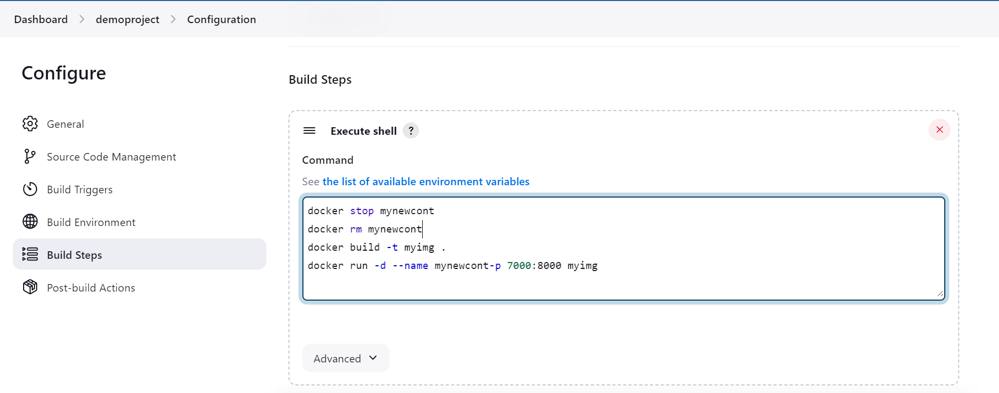 Dashboard > demoproject > Configuration
Configure
General
Source Code Management
Build Triggers
Build Environment
Build Steps
Post-build Actions
Build Steps
Execute shell ?
Command
See the list of available environment variables
docker stop mynewcont
docker rm mynewcont
docker build -t myimg .
docker run -d --name mynewcont-p 7000:8000 myimg
Advanced